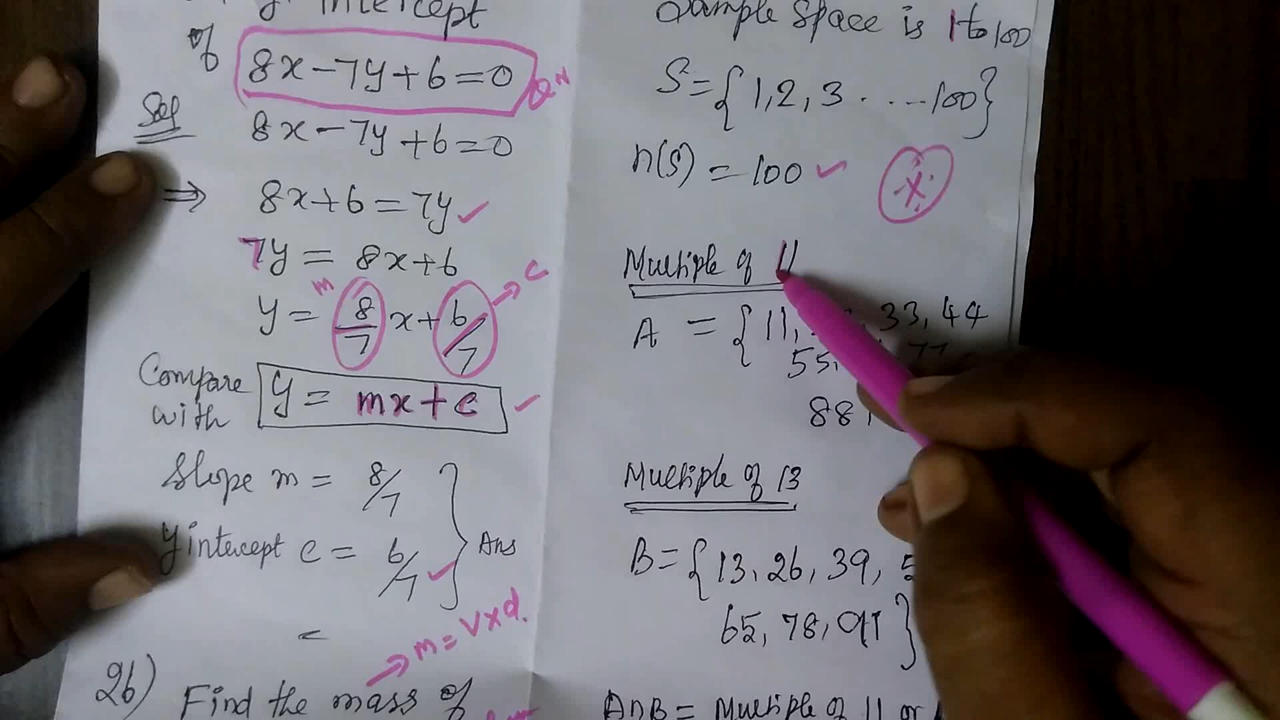 y intercept
of 8x-7y+6=0 QN
Sol 8x-7y+6=0
⇒ 8x+6=7y ✓
7y = 8x+6
m c
y = 8/7 x+ 6/7
Compare with y = mx+c ✓
Slope m = 8/7
y intercept c = 6/7 ✓ Ans
→ m=V×d.
26) Find the mass of
Sample Space is 1 to 100
S={1,2,3.....100}
n(s) = 100 ✓
Multiple of 11
A = {11, 33, 44
55, 77
88,
Multiple of 13
B={13,26,39,
65,78,91}
A∩B = Multiple of 11 or